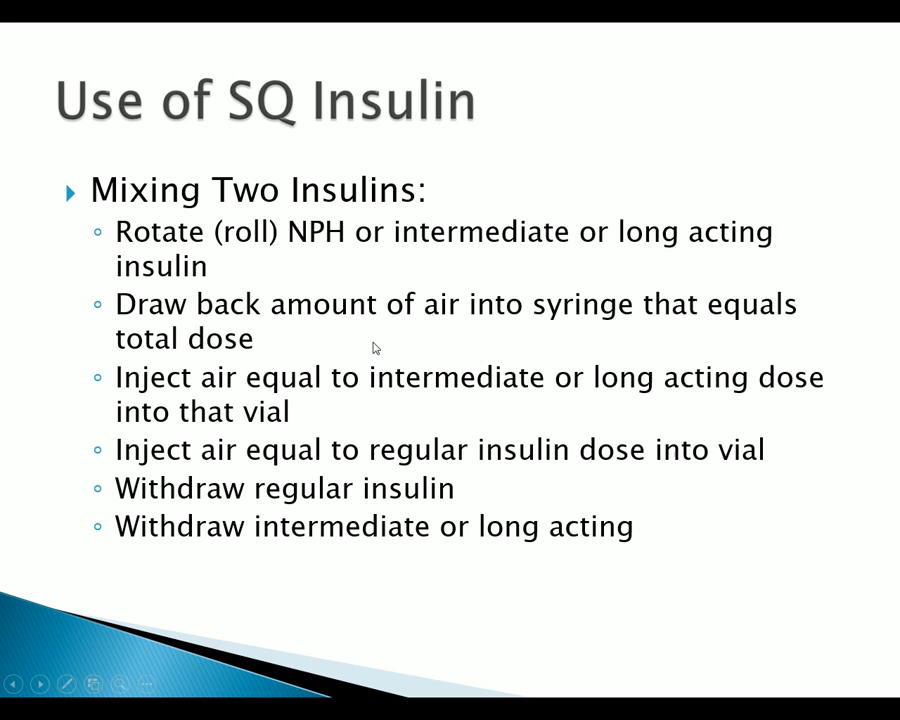 Use of SQ Insulin
Mixing Two Insulins:
Rotate (roll) NPH or intermediate or long acting
insulin
Draw back amount of air into syringe that equals
total dose
Inject air equal to intermediate or long acting dose
into that vial
Inject air equal to regular insulin dose into vial
Withdraw regular insulin
Withdraw intermediate or long acting